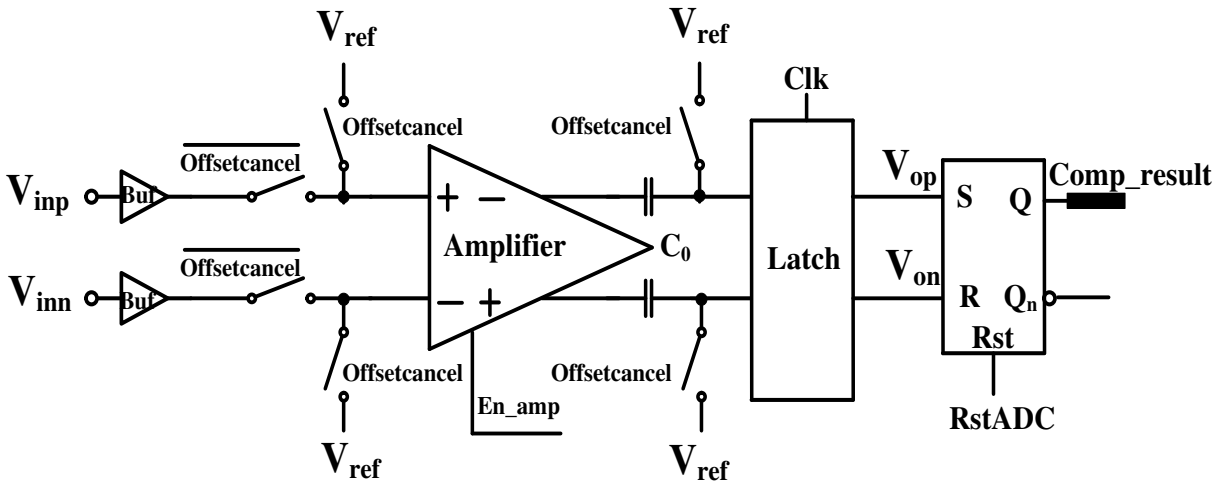 Vref
Vref
Clk
Offsetcancel
Offsetcancel
Offsetcancel
Vinp
Buf
+ −
Vop
S
Q
Comp_result
Amplifier
C0
Latch
Offsetcancel
Vinn
Buf
− +
Von
R
Qn
Rst
Offsetcancel
Offsetcancel
En_amp
RstADC
Vref
Vref